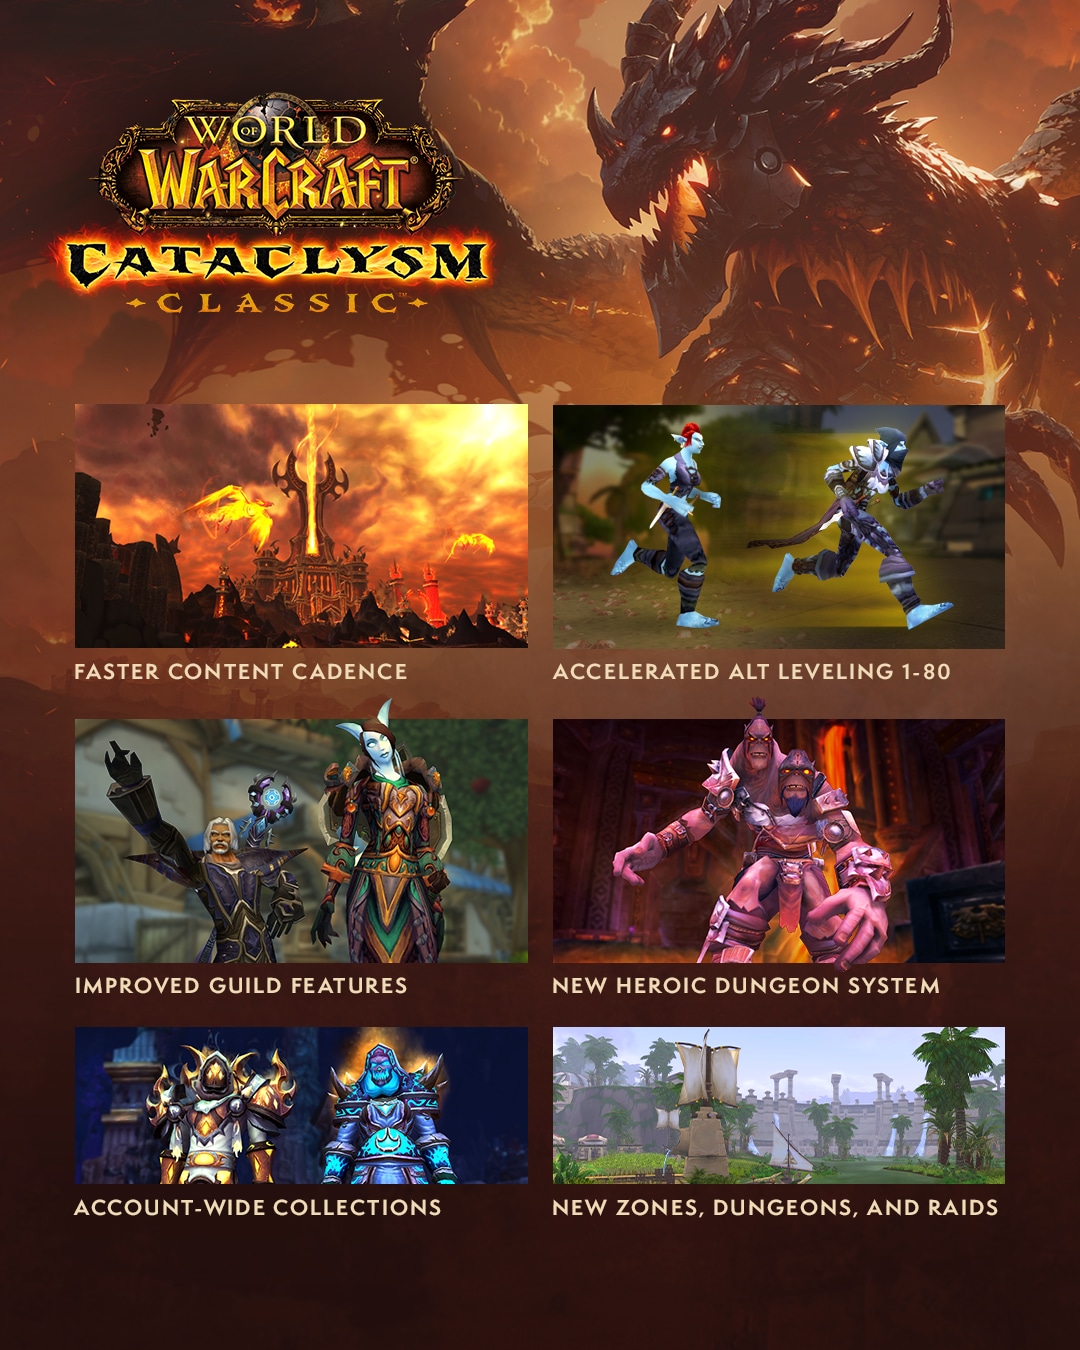 WORLD
OF
WARCRAFT®
CATACLYSM
CLASSIC™
FASTER CONTENT CADENCE
ACCELERATED ALT LEVELING 1-80
IMPROVED GUILD FEATURES
NEW HEROIC DUNGEON SYSTEM
ACCOUNT-WIDE COLLECTIONS
NEW ZONES, DUNGEONS, AND RAIDS